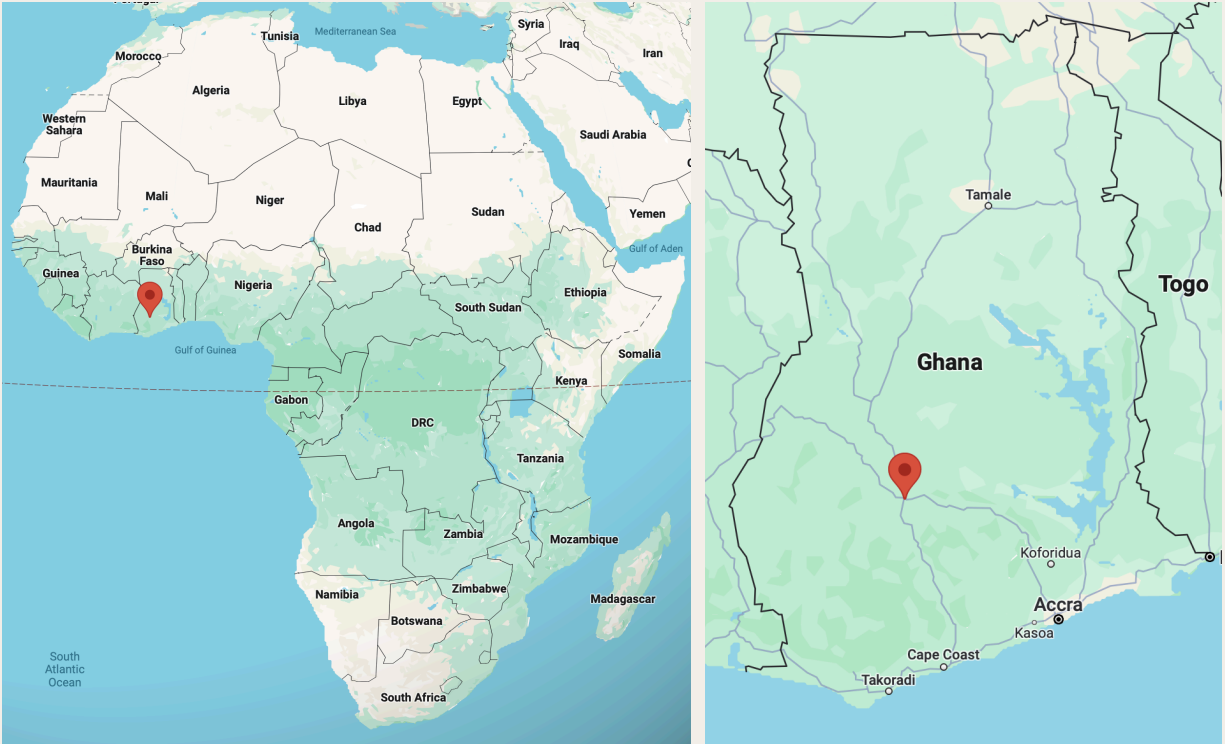 Portugal
Tunisia
Mediterranean Sea
Syria
Iraq
Iran
Morocco
Algeria
Libya
Egypt
Western
Sahara
Saudi Arabia
Mauritania
Mali
Niger
Chad
Sudan
Yemen
Burkina
Faso
Gulf of Aden
Guinea
Nigeria
South Sudan
Ethiopia
Gulf of Guinea
Somalia
Kenya
Gabon
DRC
Tanzania
Angola
Zambia
Mozambique
Namibia
Zimbabwe
Madagascar
Botswana
South
Atlantic
Ocean
South Africa
Tamale
Togo
Ghana
Koforidua
Accra
Kasoa
Cape Coast
Takoradi